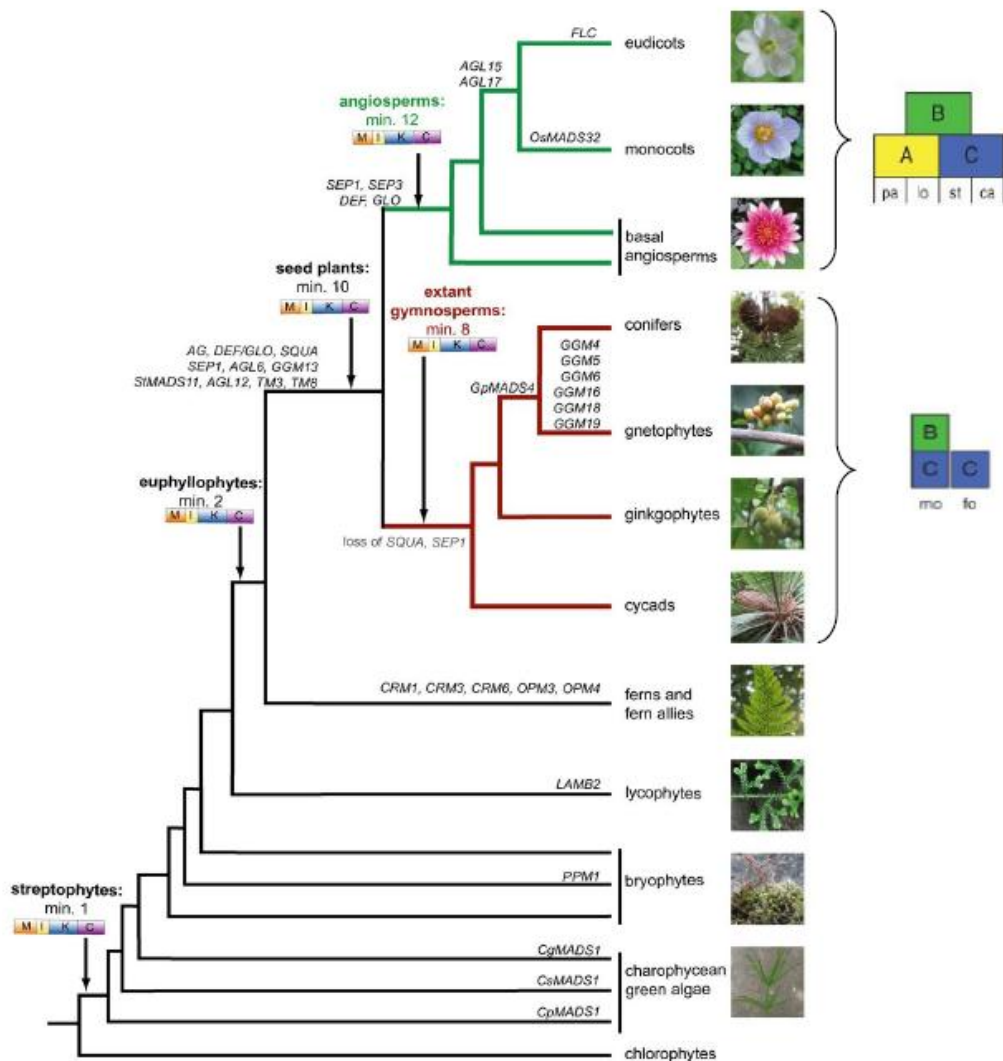 FLC
eudicots
AGL15
AGL17
angiosperms:
min. 12
M I K C
B
OsMADS32
monocots
A C
pa lo st ca
SEP1, SEP3
DEF, GLO
basal
angiosperms
seed plants:
min. 10
M I K C
extant
gymnosperms:
min. 8
M I K C
conifers
AG, DEF/GLO, SQUA
SEP1, AGL6, GGM13
StMADS11, AGL12, TM3, TM8
GpMADS4
GGM4
GGM5
GGM6
GGM16
GGM18
GGM19
gnetophytes
B
C C
mo fo
euphyllophytes:
min. 2
M I K C
loss of SQUA, SEP1
ginkgophytes
cycads
CRM1, CRM3, CRM6, OPM3, OPM4
ferns and
fern allies
LAMB2
lycophytes
streptophytes:
min. 1
M I K C
PPM1
bryophytes
CgMADS1
CsMADS1
CpMADS1
charophycean
green algae
chlorophytes